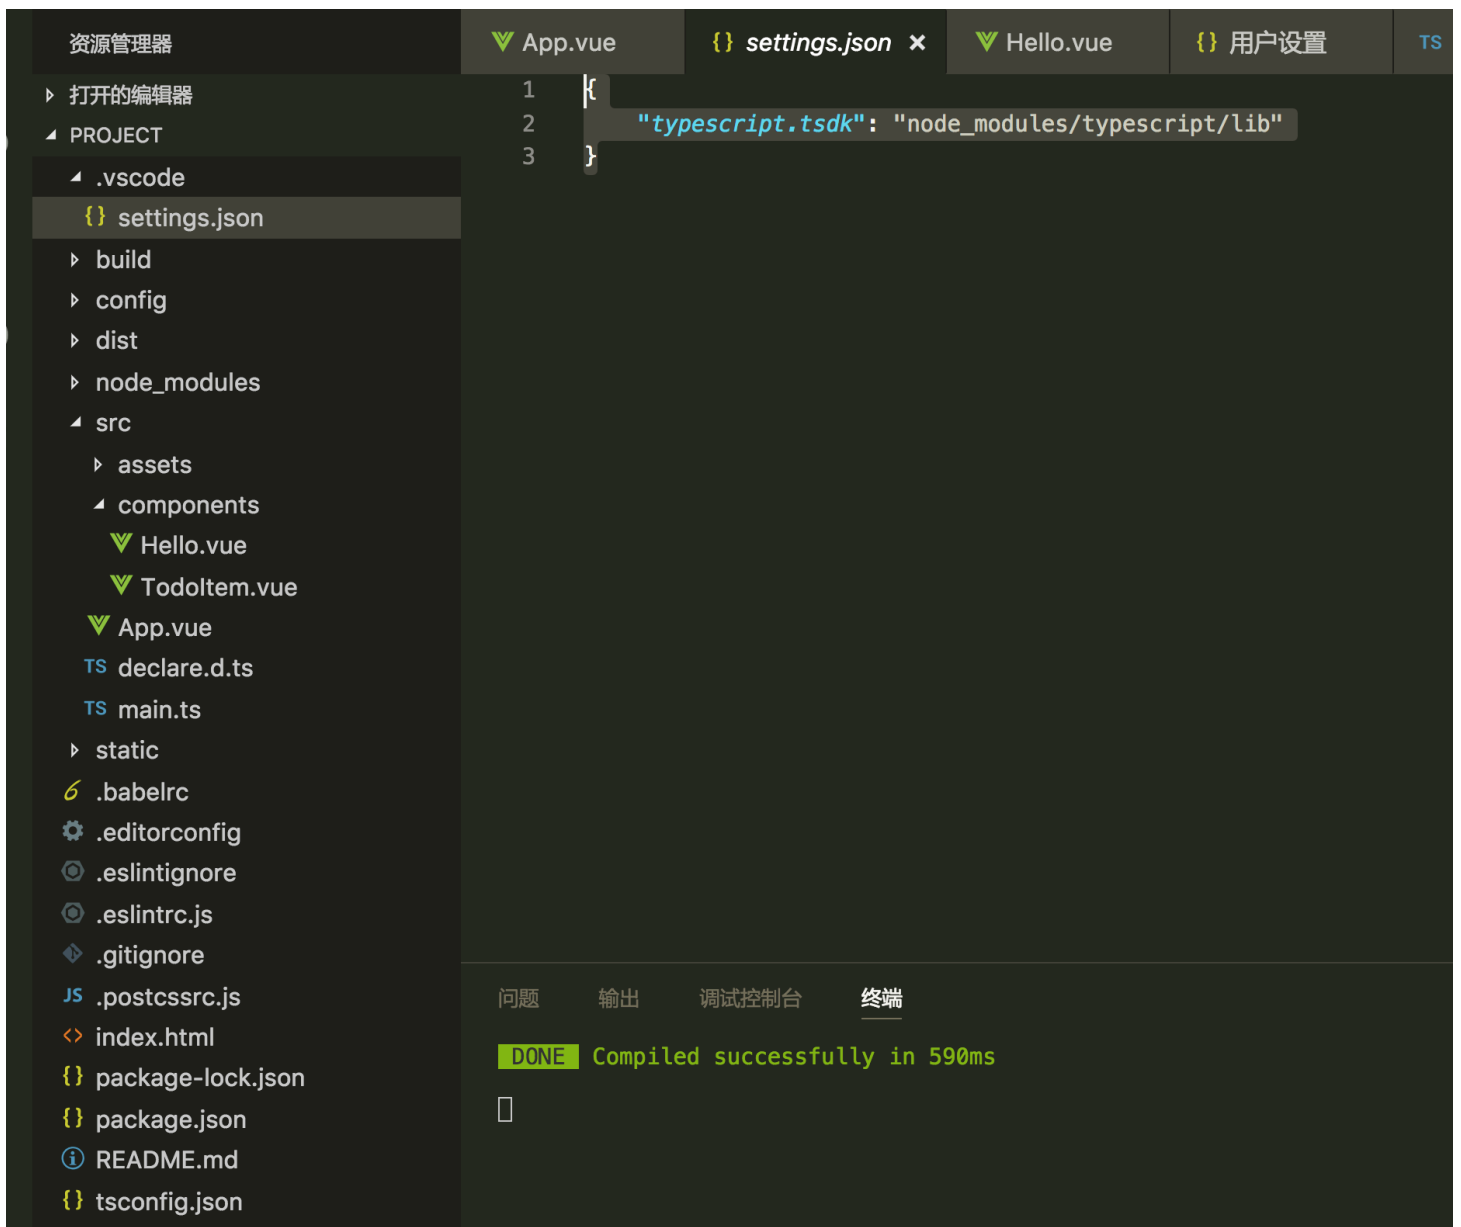 资源管理器
打开的编辑器
PROJECT
.vscode
{} settings.json
build
config
dist
node_modules
src
assets
components
Hello.vue
TodoItem.vue
App.vue
TS declare.d.ts
TS main.ts
static
6 .babelrc
.editorconfig
.eslintignore
.eslintrc.js
.gitignore
JS .postcssrc.js
<> index.html
{} package-lock.json
{} package.json
README.md
{} tsconfig.json
App.vue {} settings.json × Hello.vue {} 用户设置 TS
1 {
2 "typescript.tsdk": "node_modules/typescript/lib"
3 }
问题 输出 调试控制台 终端
DONE Compiled successfully in 590ms